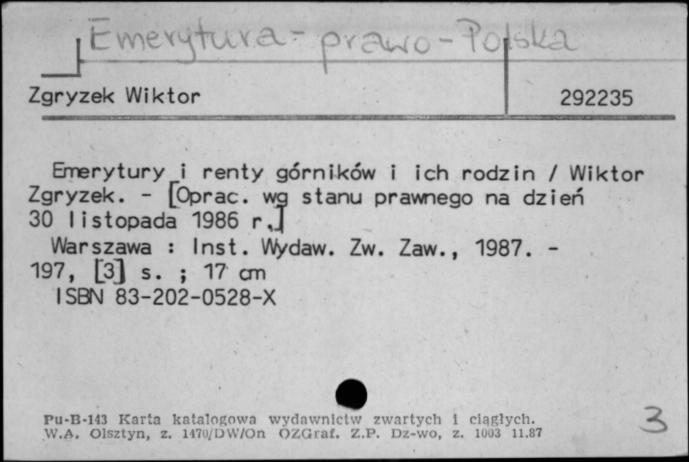 Emerytura - prawo - Polska
Zgryzek Wiktor 292235
Emerytury i renty górników i ich rodzin / Wiktor
Zgryzek. - [Oprac. wg stanu prawnego na dzień
30 listopada 1986 r.]
Warszawa : Inst. Wydaw. Zw. Zaw., 1987. -
197, [3] s. ; 17 cm
ISBN 83-202-0528-X
Pu-B-143 Karta katalogowa wydawnictw zwartych i ciągłych.
W.A. Olsztyn, z. 1470/DW/On OZGraf. Z.P. Dz-wo, z. 1003 11.87
3